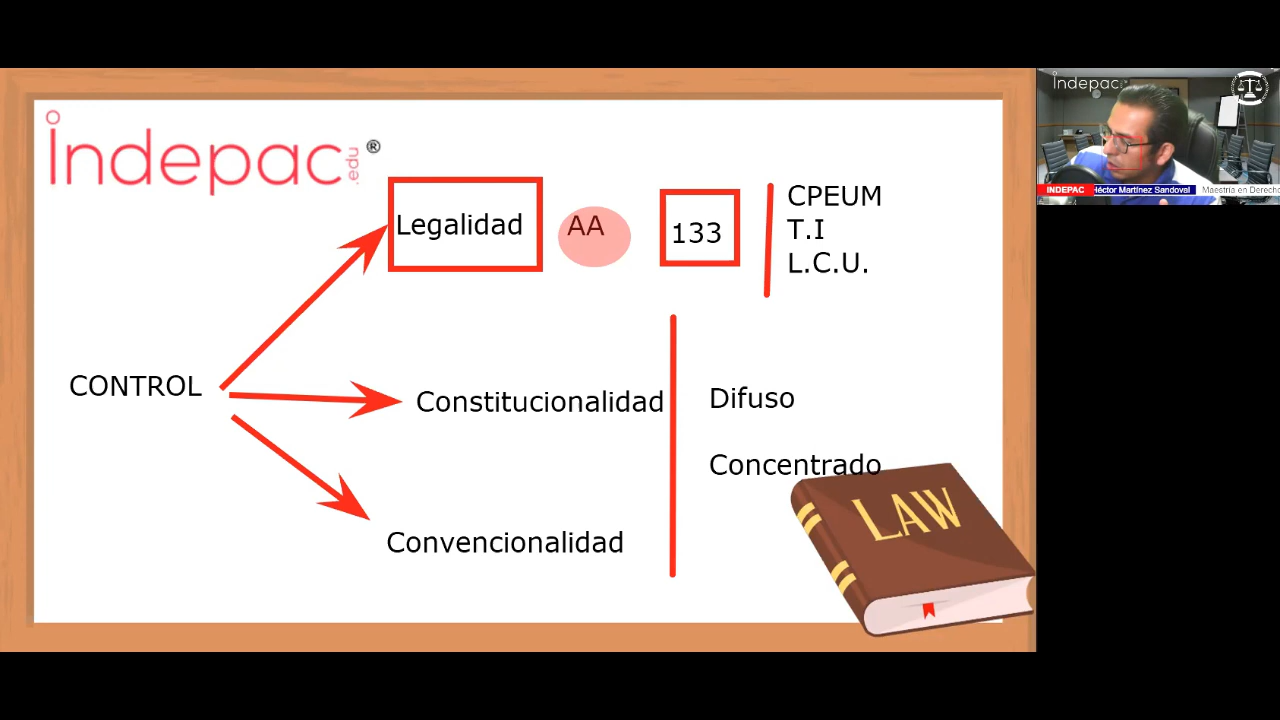 indepac.edu®
Legalidad
AA
133
CPEUM
T.I
L.C.U.
CONTROL
Constitucionalidad
Difuso
Concentrado
Convencionalidad
LAW
indepac
INDEPAC
Héctor Martínez Sandoval
Maestría en Derecho